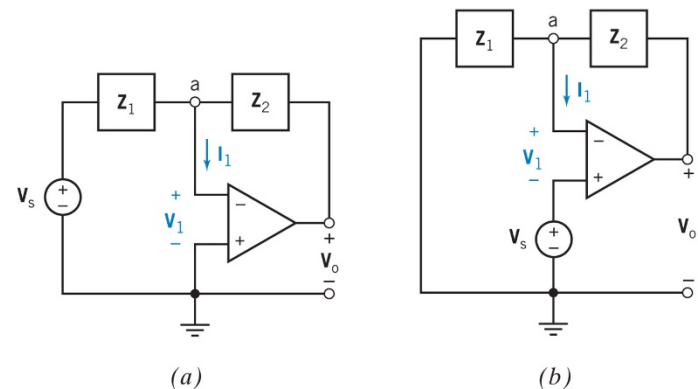 a
Z1
Z2
I1
+
V1
−
−
+
Vs
+
−
+
Vo
−
(a)
a
Z1
Z2
I1
+
V1
−
−
+
Vs
+
−
+
Vo
−
(b)